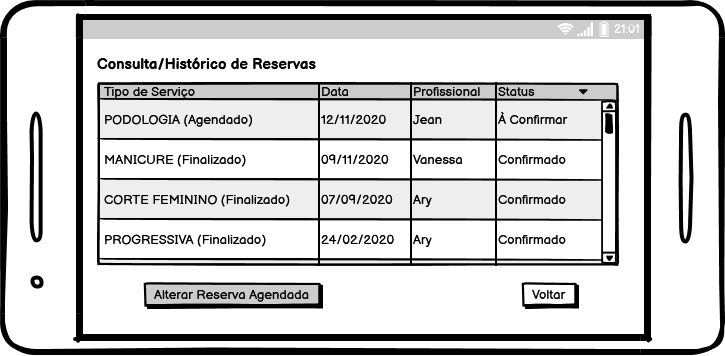 21:01
Consulta/Histórico de Reservas
Tipo de Serviço Data Profissional Status
PODOLOGIA (Agendado) 12/11/2020 Jean À Confirmar
MANICURE (Finalizado) 09/11/2020 Vanessa Confirmado
CORTE FEMININO (Finalizado) 07/09/2020 Ary Confirmado
PROGRESSIVA (Finalizado) 24/02/2020 Ary Confirmado
Alterar Reserva Agendada Voltar